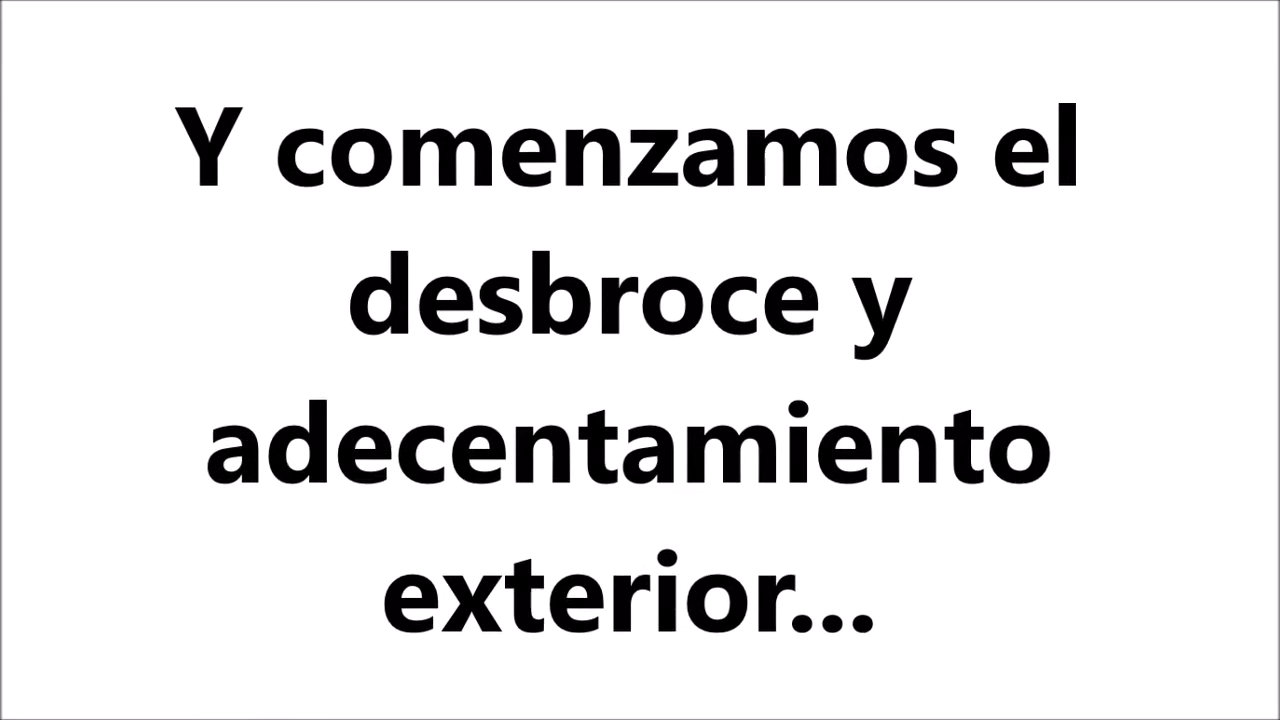 Y comenzamos el
desbroce y
adecentamiento
exterior...